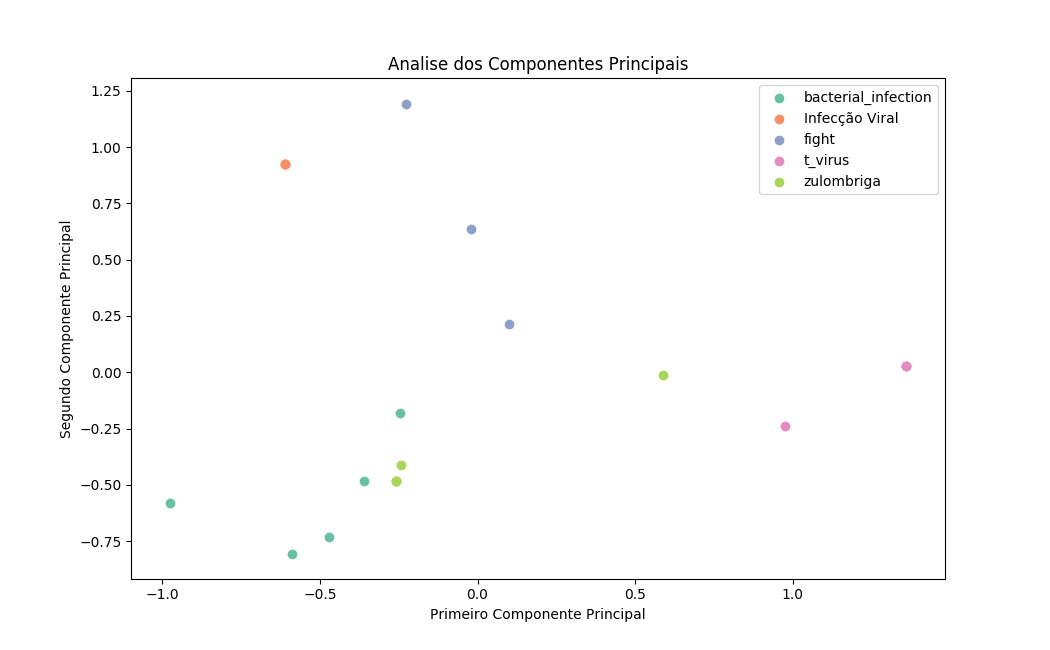 Analise dos Componentes Principais
bacterial_infection
Infecção Viral
fight
t_virus
zulombriga
1.25
1.00
0.75
0.50
0.25
0.00
−0.25
−0.50
−0.75
Segundo Componente Principal
−1.0 −0.5 0.0 0.5 1.0
Primeiro Componente Principal